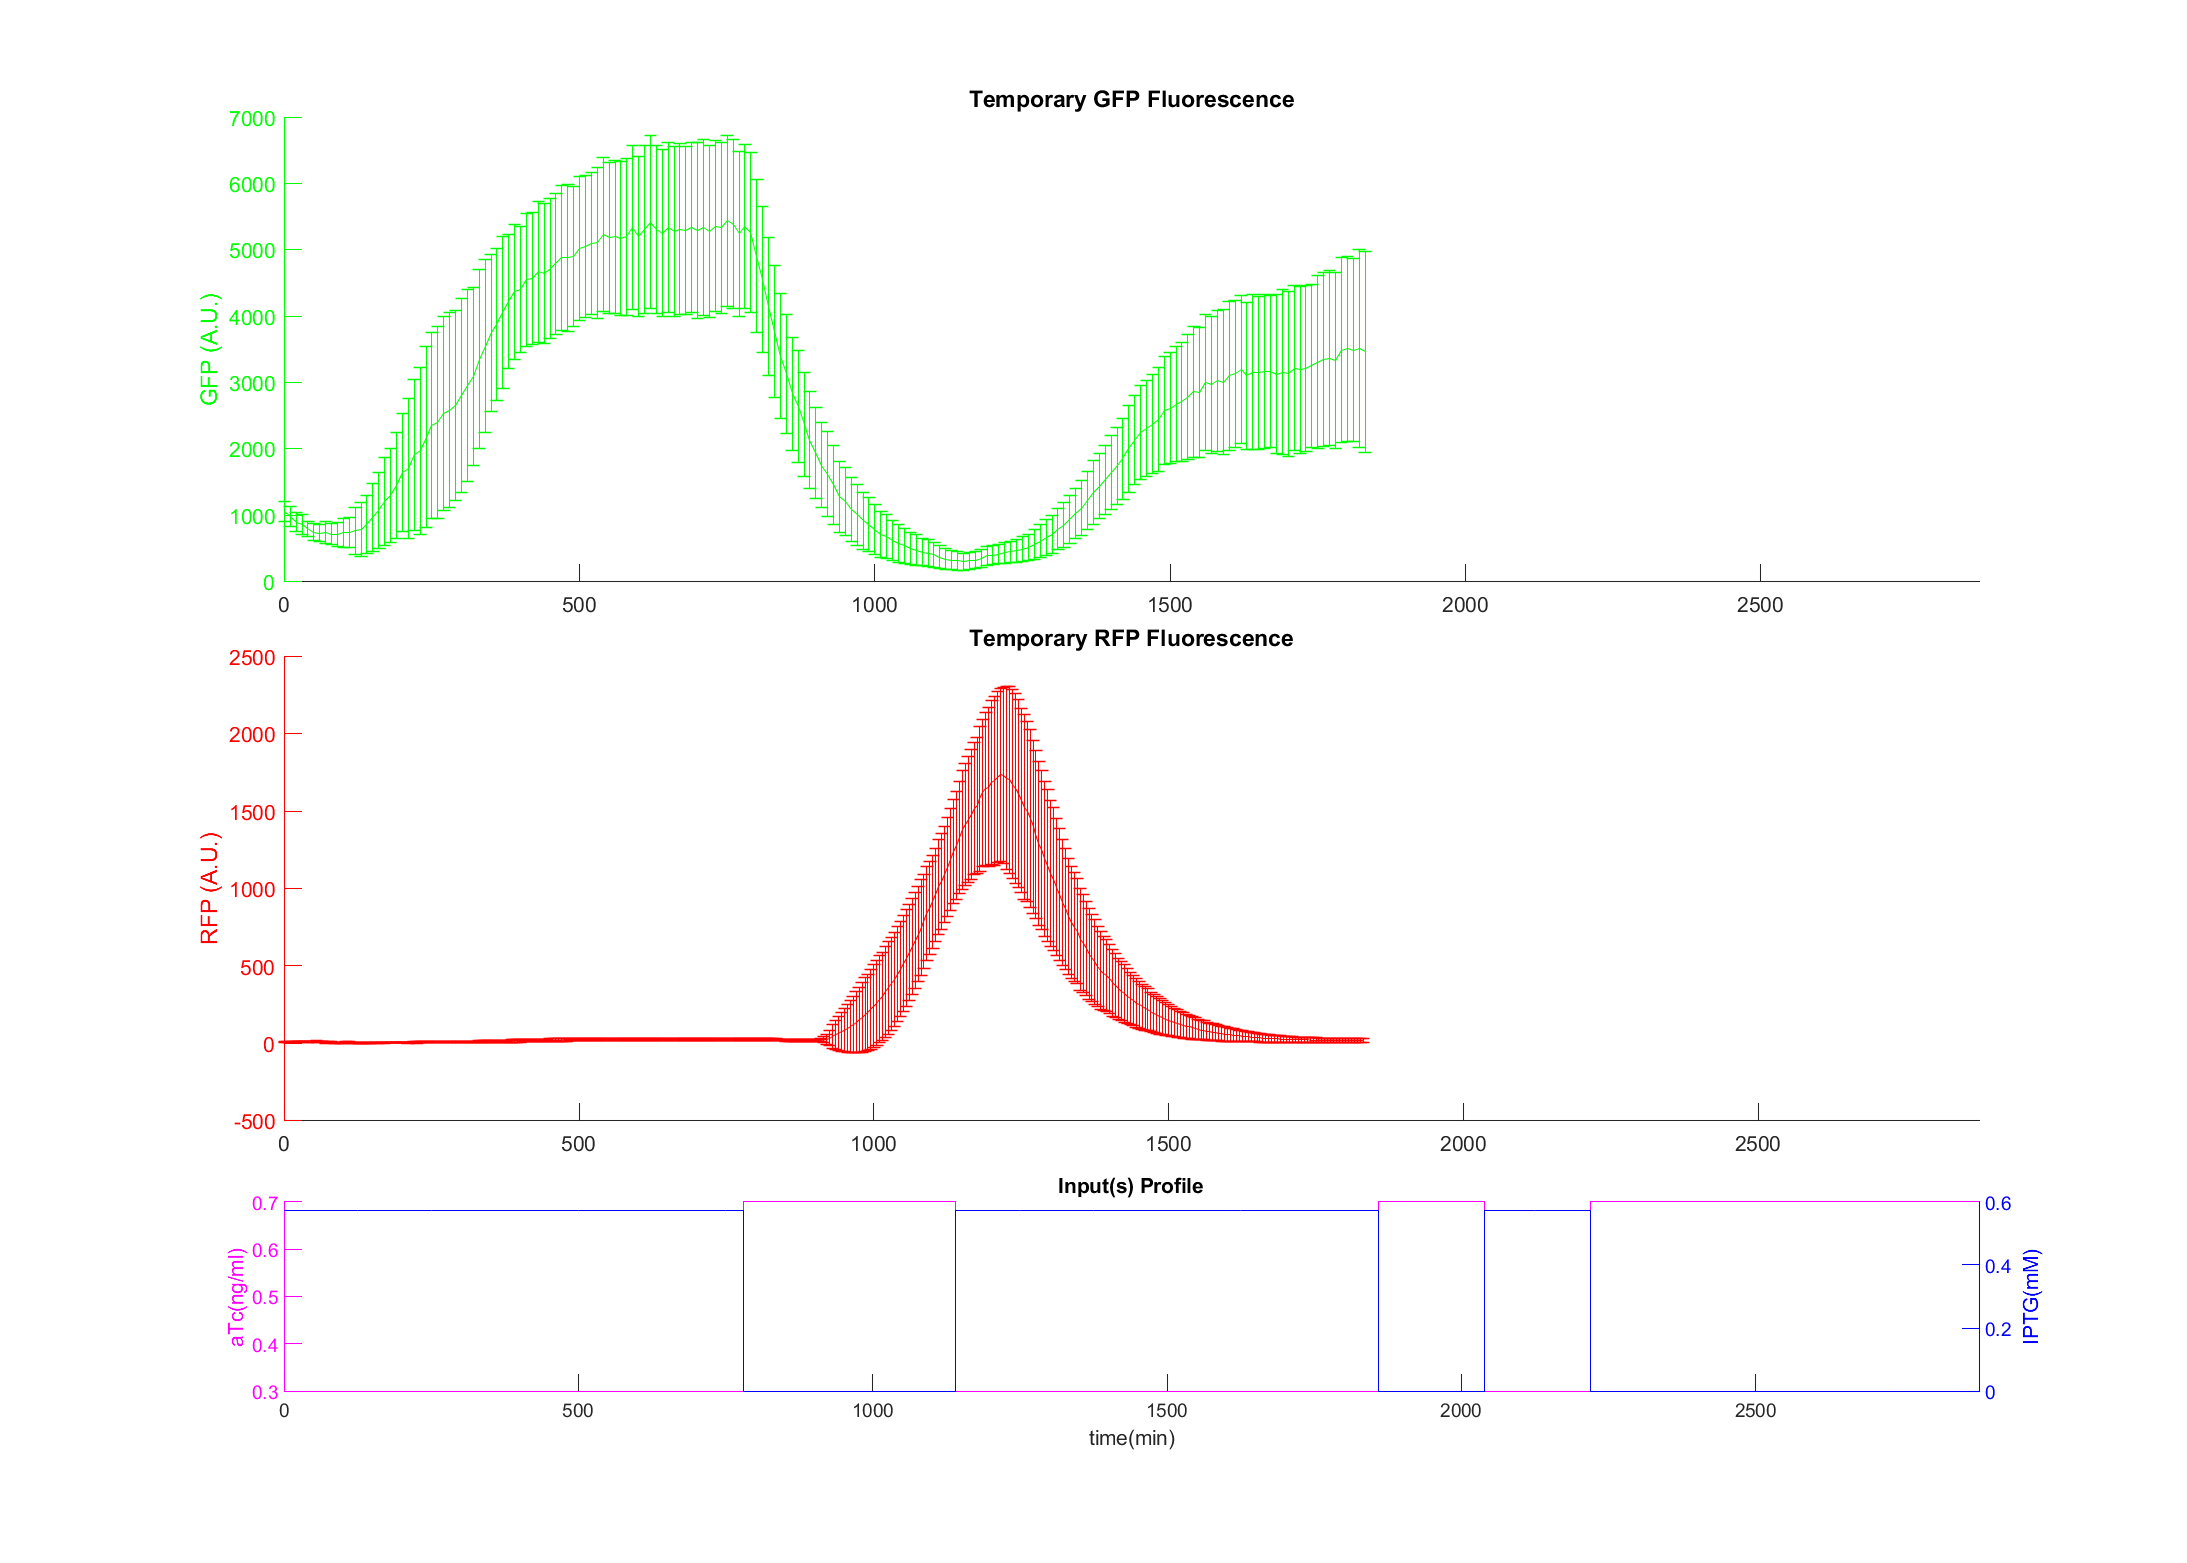 Temporary GFP Fluorescence
7000
6000
5000
4000
3000
2000
1000
0
GFP (A.U.)
0 500 1000 1500 2000 2500
Temporary RFP Fluorescence
2500
2000
1500
1000
500
0
-500
RFP (A.U.)
0 500 1000 1500 2000 2500
Input(s) Profile
0.7
0.6
0.5
0.4
0.3
aTc(ng/ml)
0.6
0.4
0.2
0
IPTG(mM)
0 500 1000 1500 2000 2500
time(min)